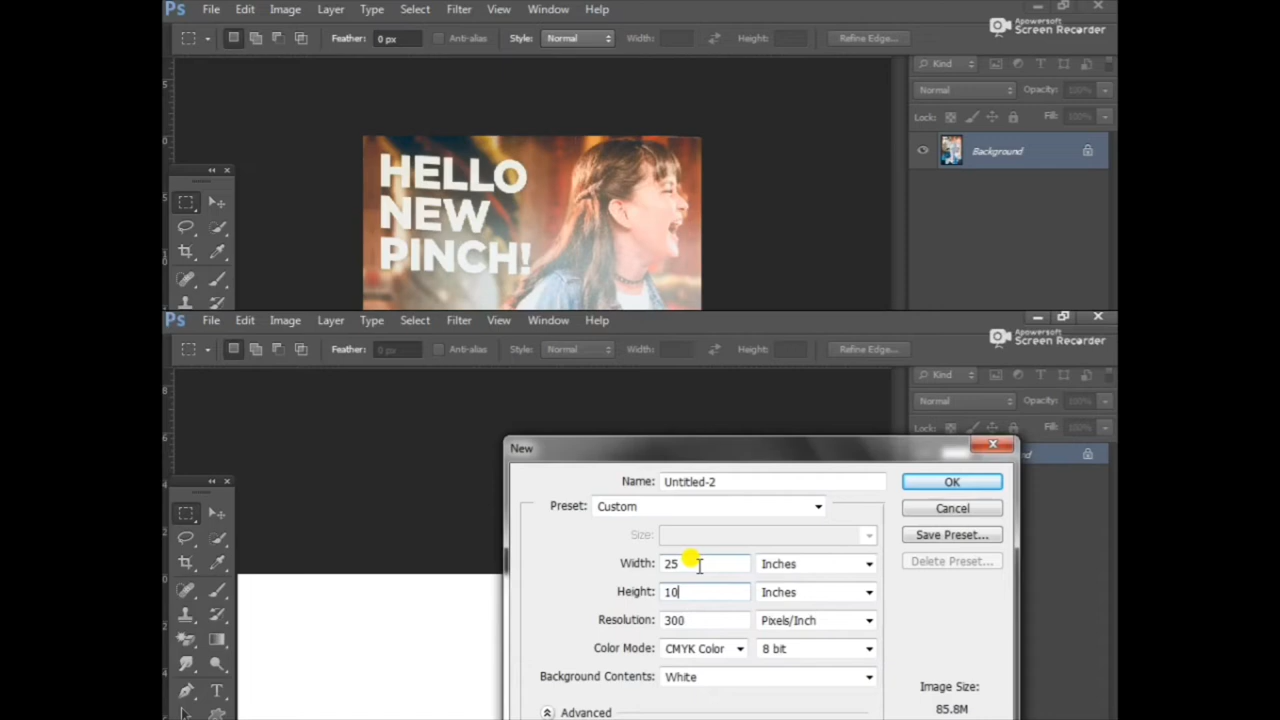 Ps File Edit Image Layer Type Select Filter View Window Help
Apowersoft
Screen Recorder
Feather: 0 px Anti-alias Style: Normal Width: Height: Refine Edge...
Kind
Normal Opacity: 100%
Lock: Fill: 100%
Background
HELLO
NEW
PINCH!
Ps File Edit Image Layer Type Select Filter View Window Help
Apowersoft
Screen Recorder
Feather: 0 px Anti-alias Style: Normal Width: Height: Refine Edge...
Kind
Normal Opacity: 100%
Lock: Fill: 100%
New
Name: Untitled-2 OK
Preset: Custom Cancel
Size: Save Preset...
Width: 25 Inches Delete Preset...
Height: 10 Inches
Resolution: 300 Pixels/Inch
Color Mode: CMYK Color 8 bit
Background Contents: White
Image Size:
85.8M
Advanced